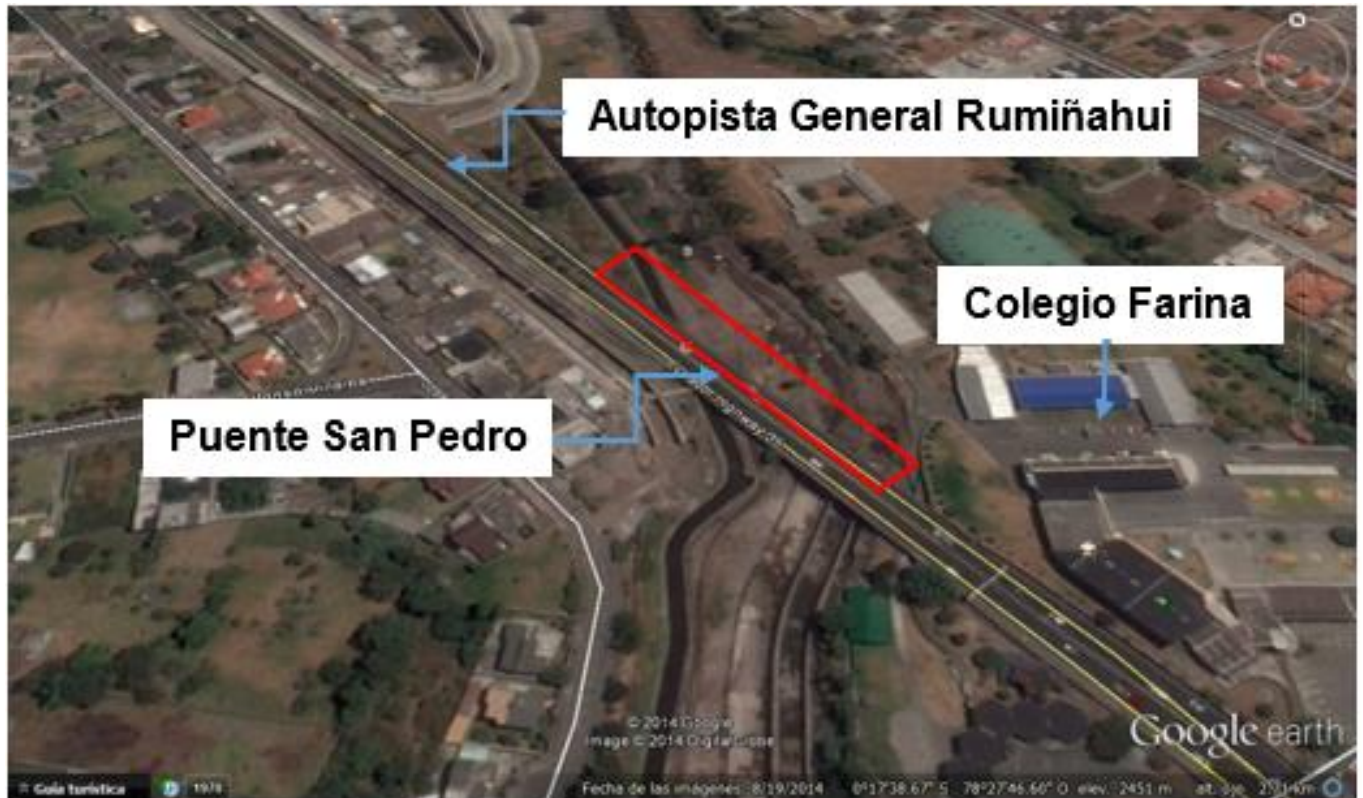 Autopista General Rumiñahui
Colegio Farina
Puente San Pedro
© 2014 Google
Image © 2014 DigitalGlobe
Google earth
Guía turística
1970
Fecha de las imágenes: 8/19/2014 0°17'38.67" S 78°27'46.60" O elev. 2451 m